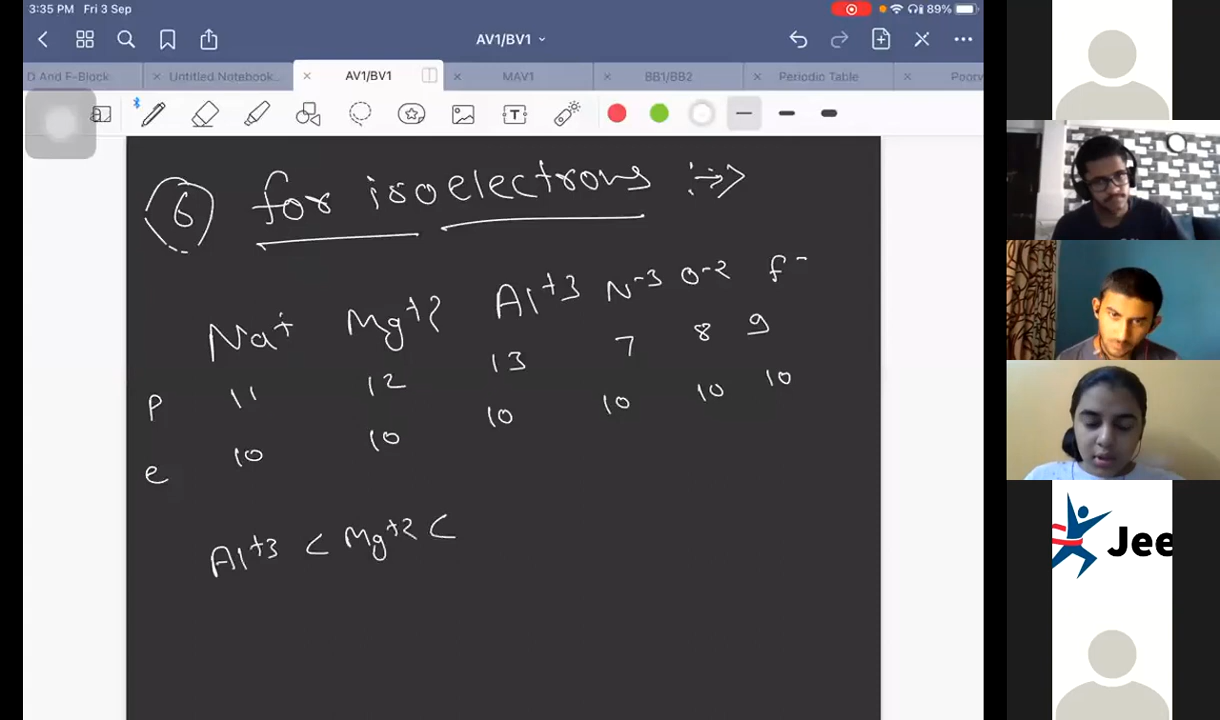 3:35 PM Fri 3 Sep
89%
AV1/BV1
D And F-Block
Untitled Notebook...
AV1/BV1
MAV1
BB1/BB2
Periodic Table
Poorv
6 for isoelectrons :->
Na+ Mg+2 Al+3 N-3 O-2 F-
P 11 12 13 7 8 9
e 10 10 10 10 10 10
Al+3 < Mg+2 <
Jee